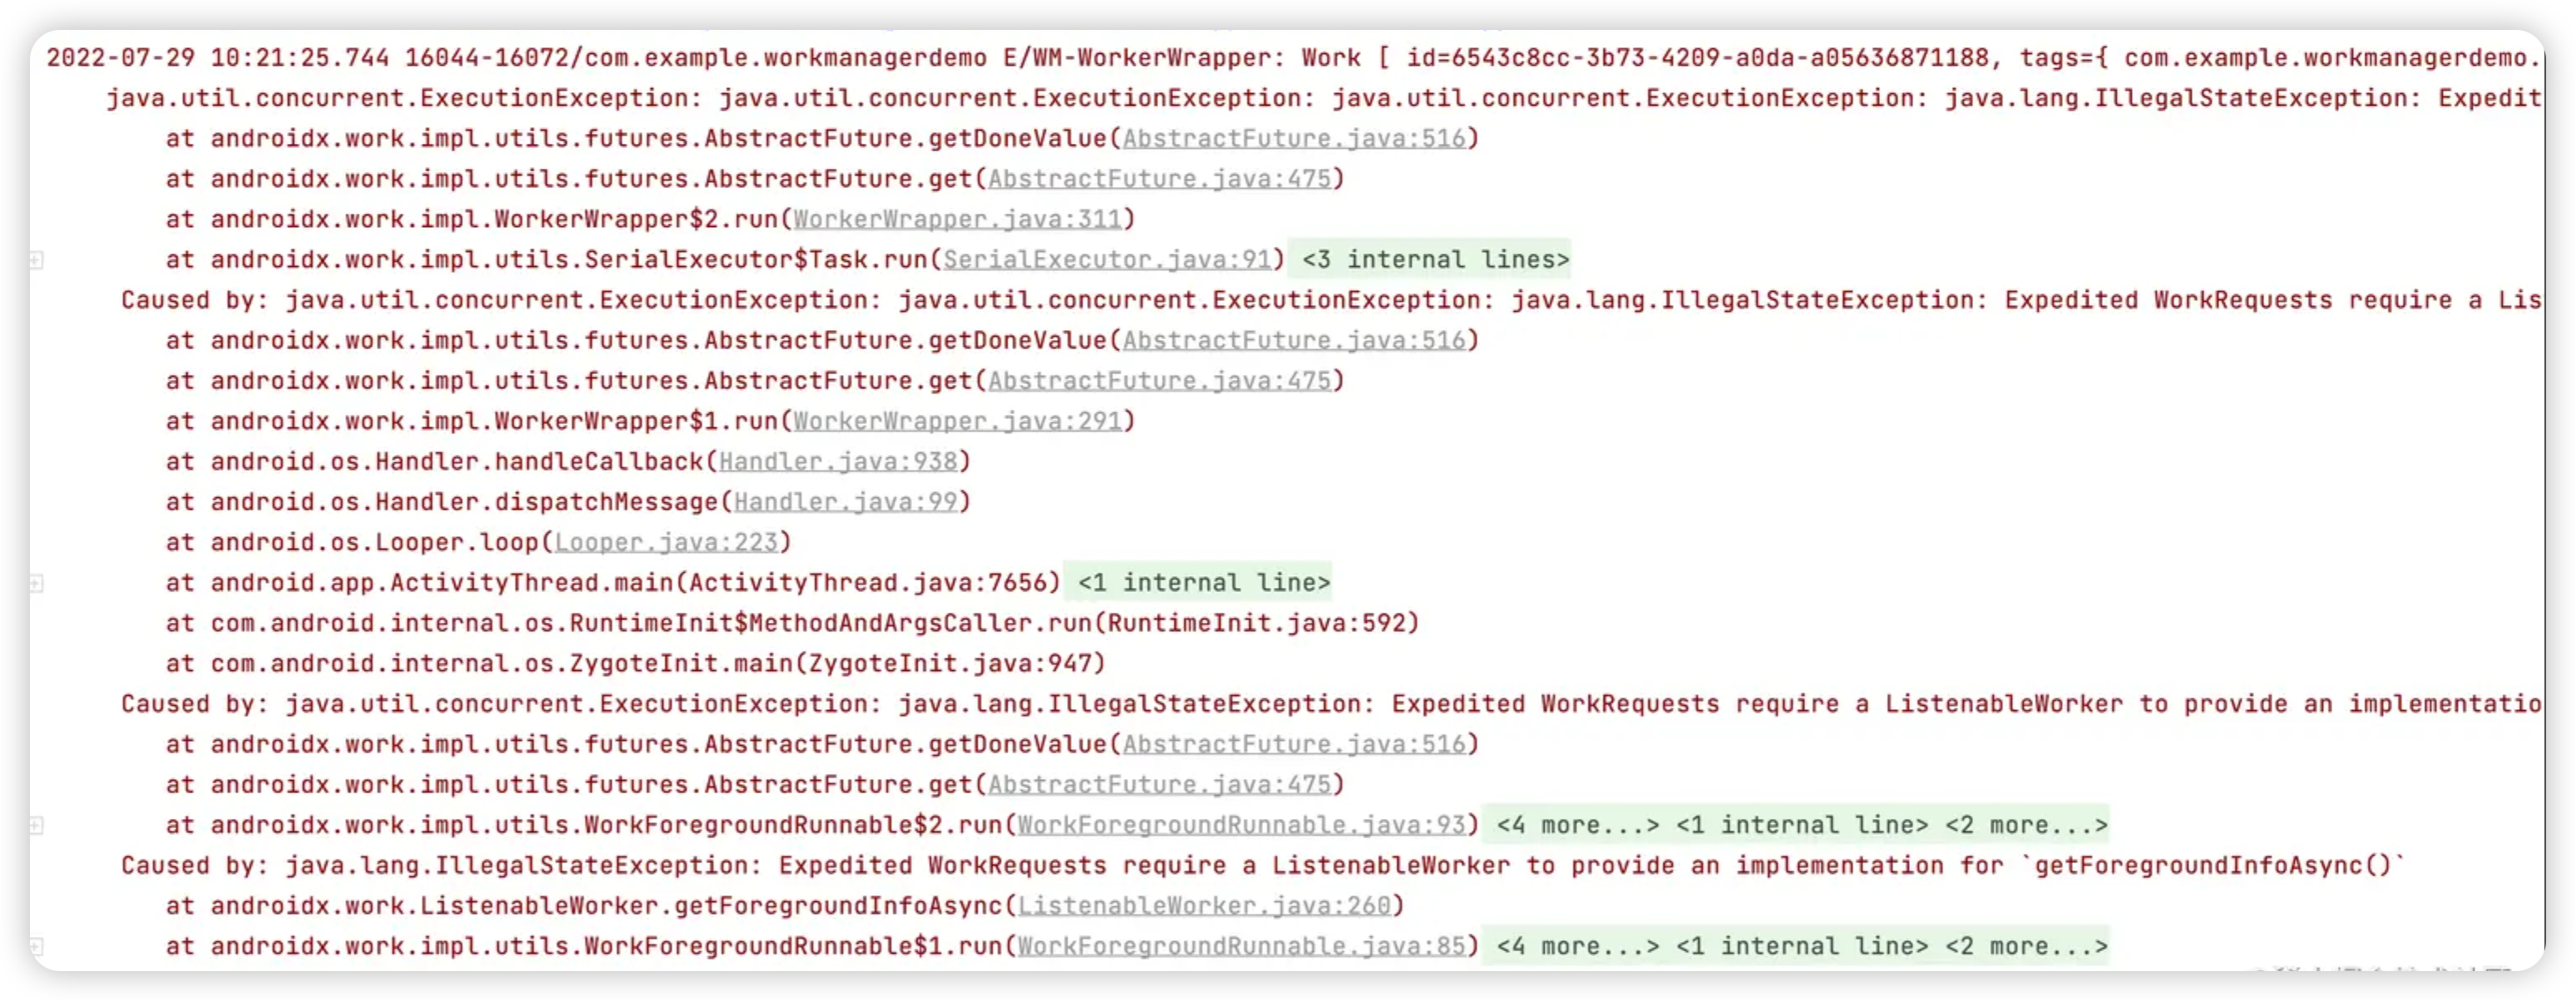 2022-07-29 10:21:25.744 16044-16072/com.example.workmanagerdemo E/WM-WorkerWrapper: Work [ id=6543c8cc-3b73-4209-a0da-a05636871188, tags={ com.example.workmanagerdemo.
java.util.concurrent.ExecutionException: java.util.concurrent.ExecutionException: java.util.concurrent.ExecutionException: java.lang.IllegalStateException: Expedit
at androidx.work.impl.utils.futures.AbstractFuture.getDoneValue(AbstractFuture.java:516)
at androidx.work.impl.utils.futures.AbstractFuture.get(AbstractFuture.java:475)
at androidx.work.impl.WorkerWrapper$2.run(WorkerWrapper.java:311)
at androidx.work.impl.utils.SerialExecutor$Task.run(SerialExecutor.java:91) <3 internal lines>
Caused by: java.util.concurrent.ExecutionException: java.util.concurrent.ExecutionException: java.lang.IllegalStateException: Expedited WorkRequests require a Lis
at androidx.work.impl.utils.futures.AbstractFuture.getDoneValue(AbstractFuture.java:516)
at androidx.work.impl.utils.futures.AbstractFuture.get(AbstractFuture.java:475)
at androidx.work.impl.WorkerWrapper$1.run(WorkerWrapper.java:291)
at android.os.Handler.handleCallback(Handler.java:938)
at android.os.Handler.dispatchMessage(Handler.java:99)
at android.os.Looper.loop(Looper.java:223)
at android.app.ActivityThread.main(ActivityThread.java:7656) <1 internal line>
at com.android.internal.os.RuntimeInit$MethodAndArgsCaller.run(RuntimeInit.java:592)
at com.android.internal.os.ZygoteInit.main(ZygoteInit.java:947)
Caused by: java.util.concurrent.ExecutionException: java.lang.IllegalStateException: Expedited WorkRequests require a ListenableWorker to provide an implementatio
at androidx.work.impl.utils.futures.AbstractFuture.getDoneValue(AbstractFuture.java:516)
at androidx.work.impl.utils.futures.AbstractFuture.get(AbstractFuture.java:475)
at androidx.work.impl.utils.WorkForegroundRunnable$2.run(WorkForegroundRunnable.java:93) <4 more...> <1 internal line> <2 more...>
Caused by: java.lang.IllegalStateException: Expedited WorkRequests require a ListenableWorker to provide an implementation for `getForegroundInfoAsync()`
at androidx.work.ListenableWorker.getForegroundInfoAsync(ListenableWorker.java:260)
at androidx.work.impl.utils.WorkForegroundRunnable$1.run(WorkForegroundRunnable.java:85) <4 more...> <1 internal line> <2 more...>